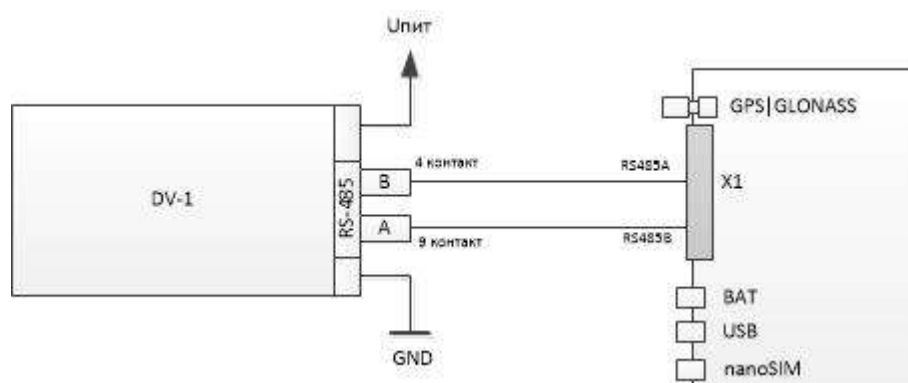 Uпит
GPS|GLONASS
4 контакт
RS485A
B
X1
DV-1
RS-485
A
RS485B
9 контакт
BAT
USB
GND
nanoSIM